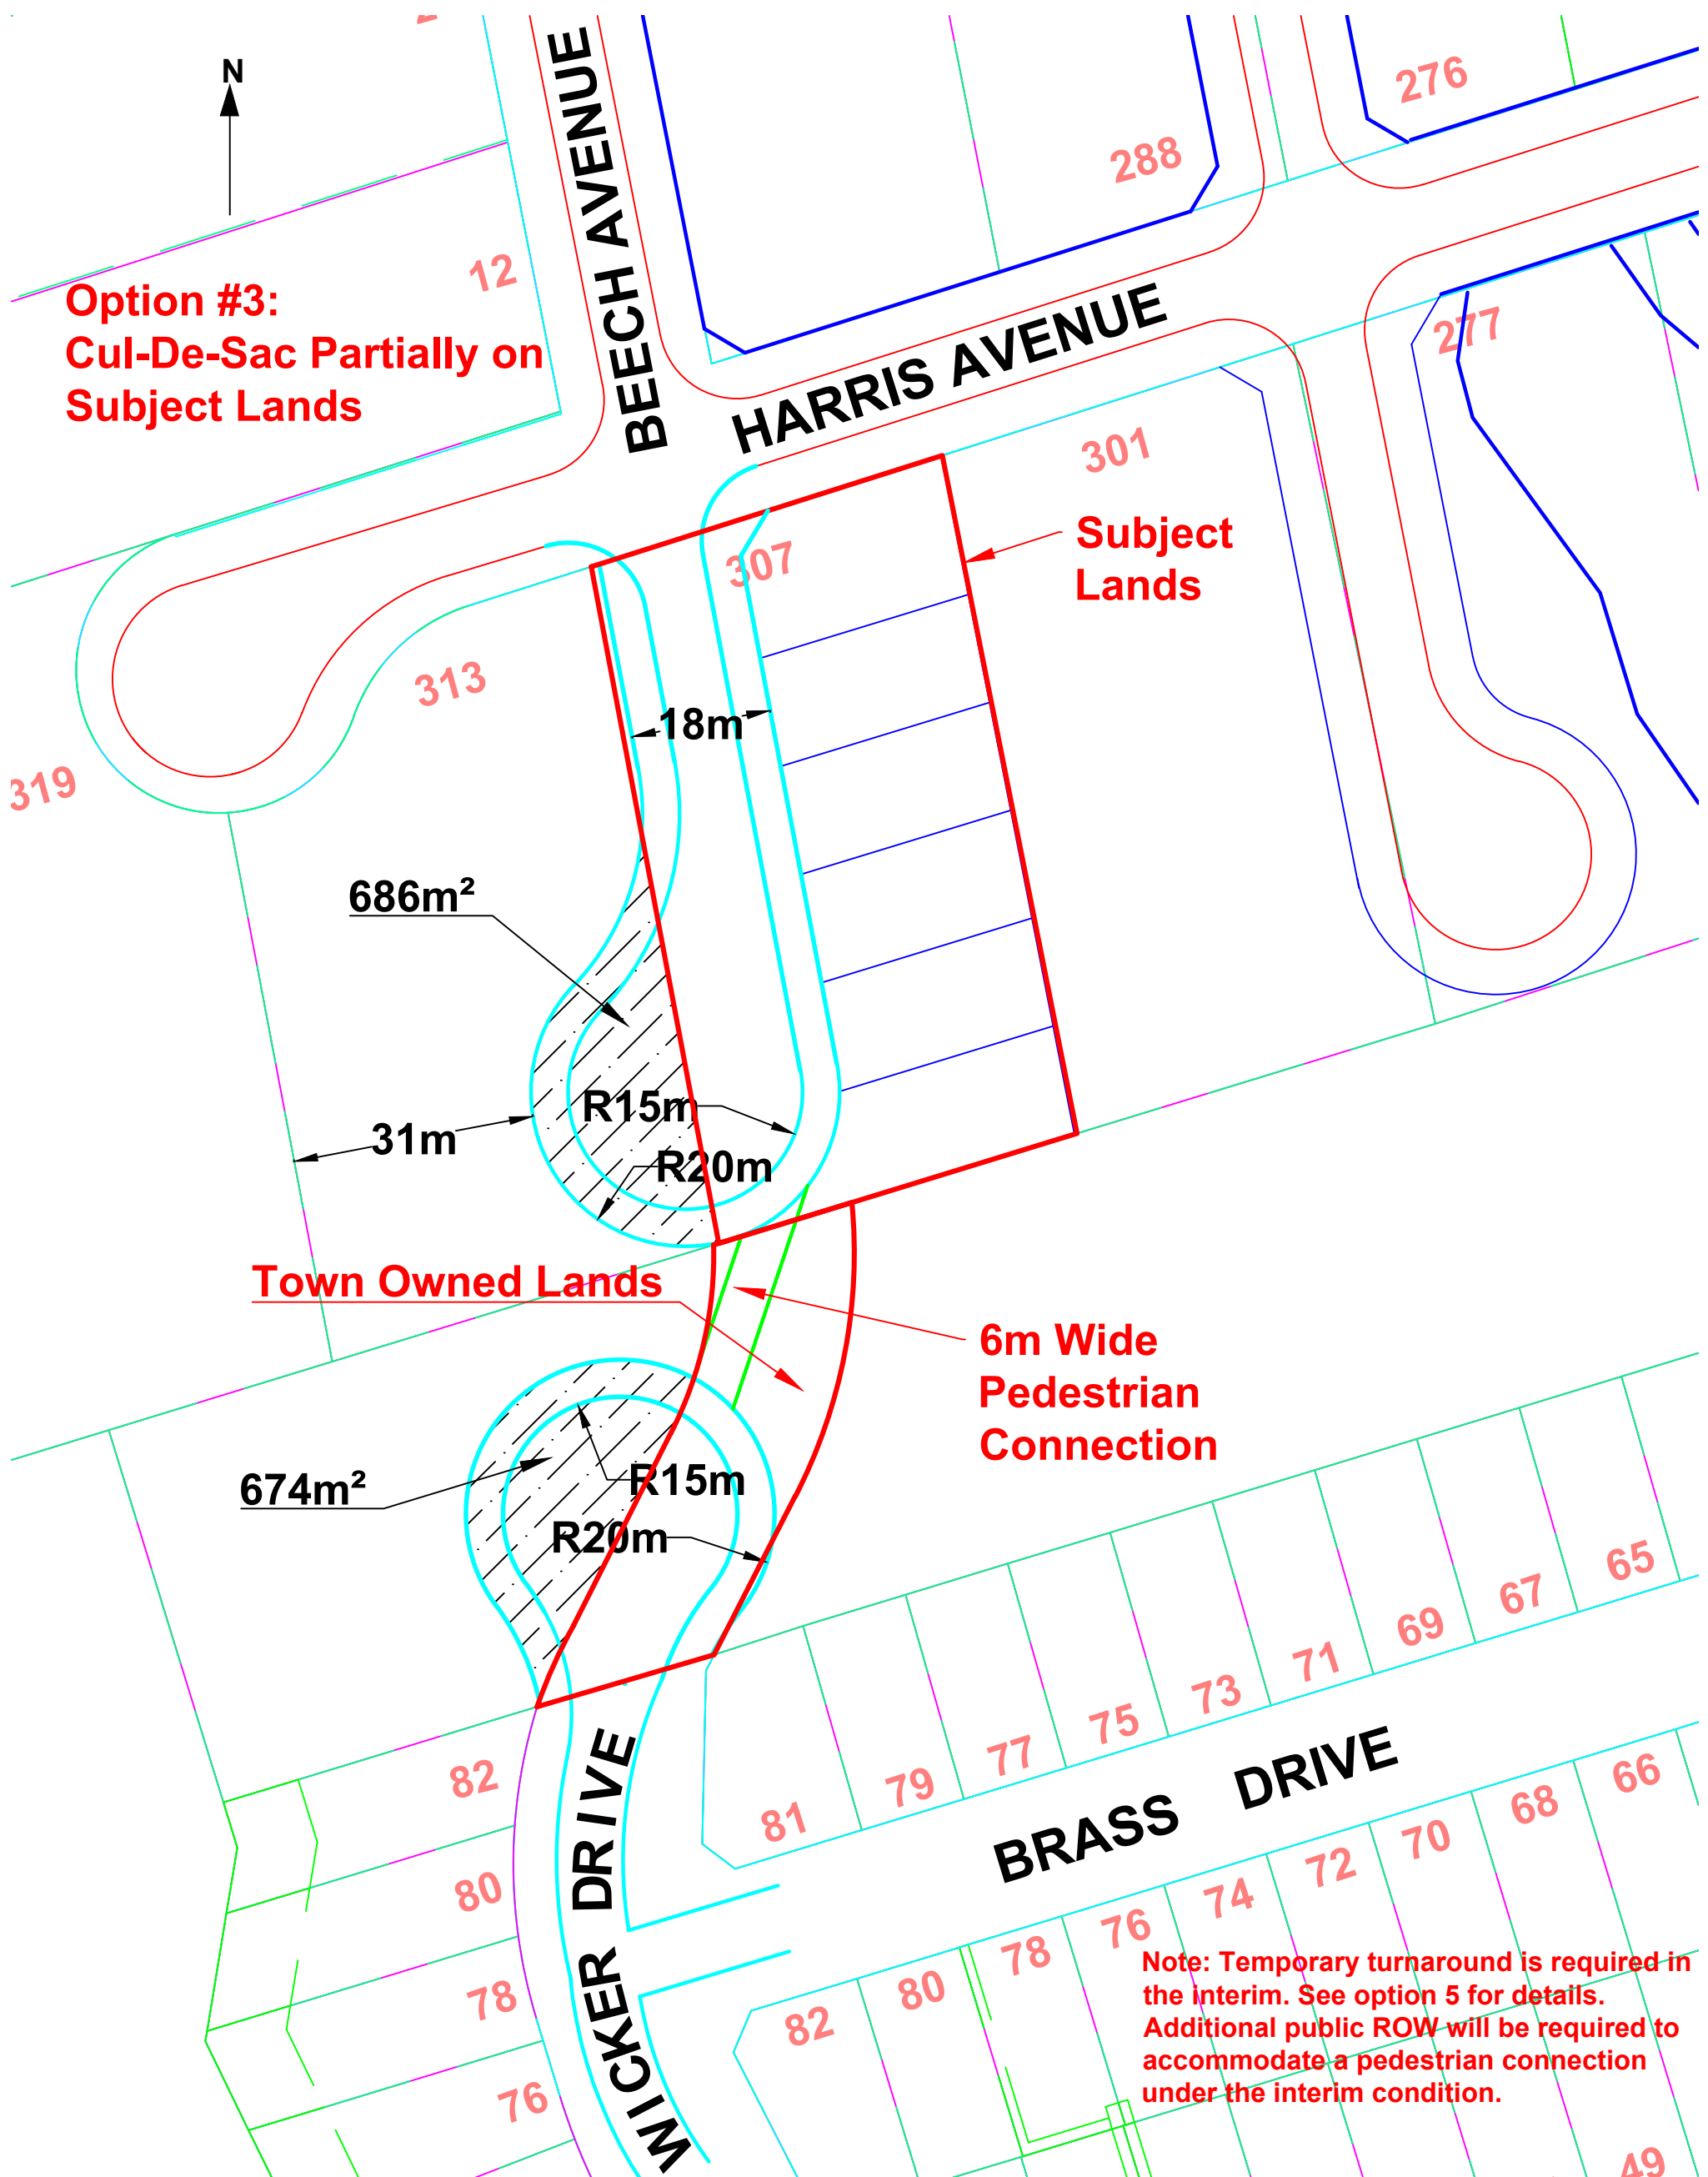 N
BEECH AVENUE
276
288
12
Option #3:
Cul-De-Sac Partially on
Subject Lands
HARRIS AVENUE
277
301
Subject
Lands
307
313
18m
319
686m²
R15m
31m
R20m
Town Owned Lands
6m Wide
Pedestrian
Connection
674m²
R15m
R20m
65
67
69
71
73
75
77
79
81
82
80
78
76
WICKER DRIVE
BRASS DRIVE
66
68
70
72
74
76
78
80
82
Note: Temporary turnaround is required in
the interim. See option 5 for details.
Additional public ROW will be required to
accommodate a pedestrian connection
under the interim condition.
49